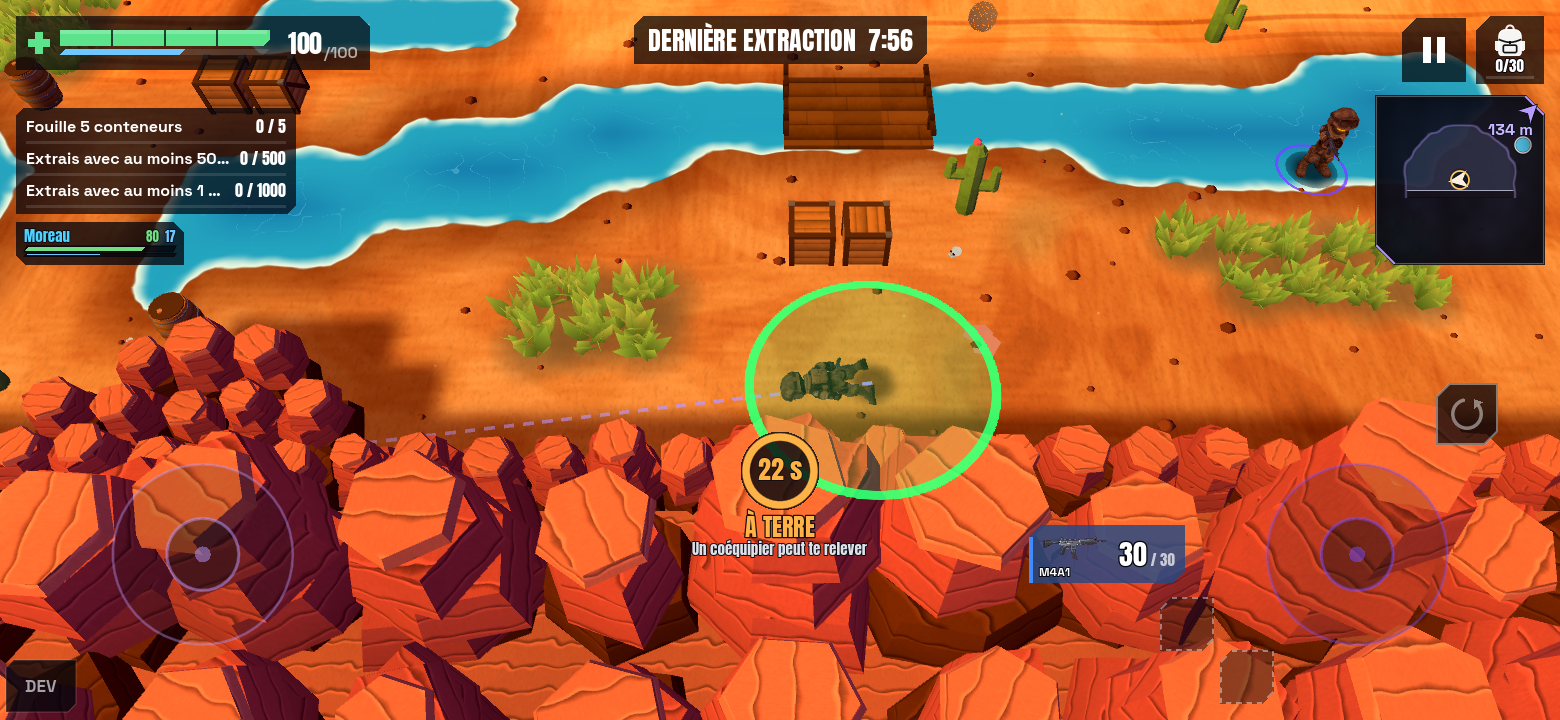 100/100
DERNIÈRE EXTRACTION 7:56
0/30
Fouille 5 conteneurs 0 / 5
Extrais avec au moins 50... 0 / 500
Extrais avec au moins 1 ... 0 / 1000
134 m
Moreau 80 17
22 s
À TERRE
Un coéquipier peut te relever
30 / 30
M4A1
DEV